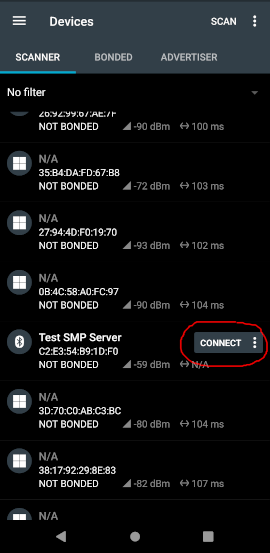 Devices SCAN
SCANNER BONDED ADVERTISER
No filter
26:92:99:67:AE:7F
NOT BONDED -90 dBm 100 ms
N/A
35:B4:DA:FD:67:B8
NOT BONDED -72 dBm 103 ms
N/A
27:94:4D:F0:19:70
NOT BONDED -93 dBm 102 ms
N/A
0B:4C:58:A0:FC:97
NOT BONDED -90 dBm 104 ms
Test SMP Server CONNECT
C2:E3:54:B9:1D:F0
NOT BONDED -59 dBm N/A
N/A
3D:70:C0:AB:C3:BC
NOT BONDED -80 dBm 104 ms
N/A
38:17:92:29:8E:83
NOT BONDED -82 dBm 107 ms
N/A